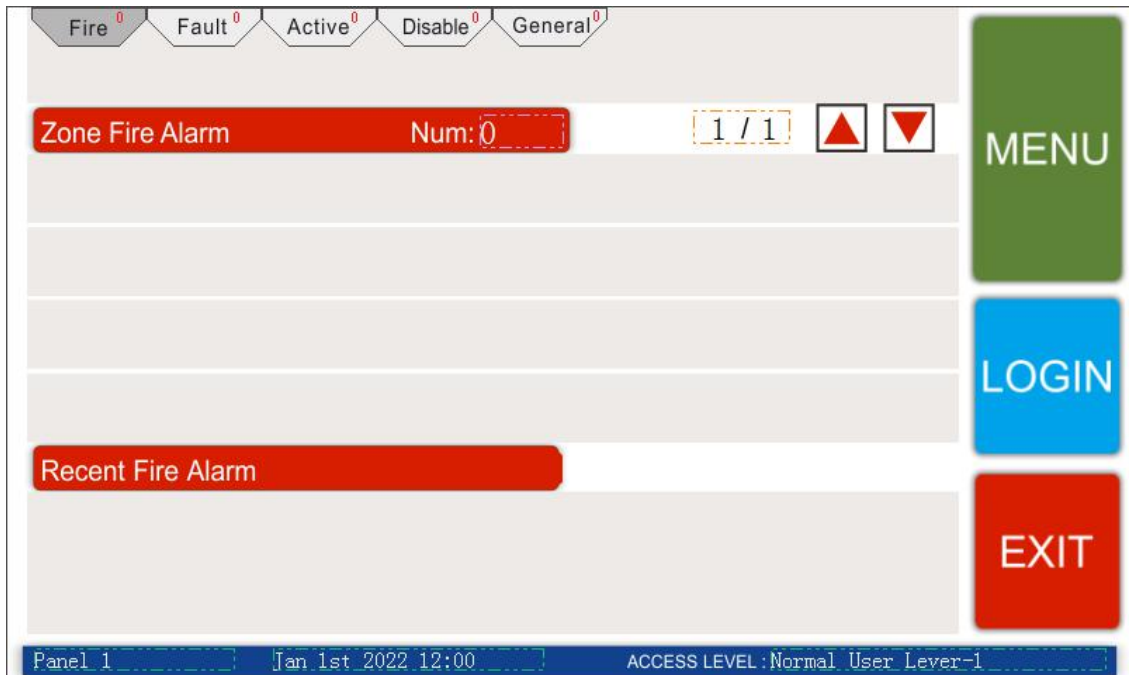 Fire 0 Fault 0 Active 0 Disable 0 General 0
Zone Fire Alarm Num: 0 1 / 1
MENU
LOGIN
Recent Fire Alarm
EXIT
Panel 1 Jan 1st 2022 12:00 ACCESS LEVEL : Normal User Lever-1